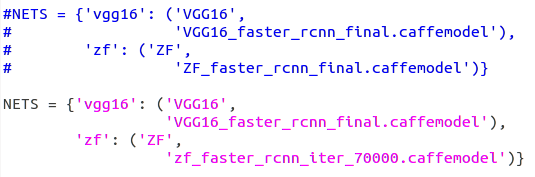 #NETS = {'vgg16': ('VGG16',
#                  'VGG16_faster_rcnn_final.caffemodel'),
#        'zf': ('ZF',
#                  'ZF_faster_rcnn_final.caffemodel')}
NETS = {'vgg16': ('VGG16',
                  'VGG16_faster_rcnn_final.caffemodel'),
        'zf': ('ZF',
                  'zf_faster_rcnn_iter_70000.caffemodel')}